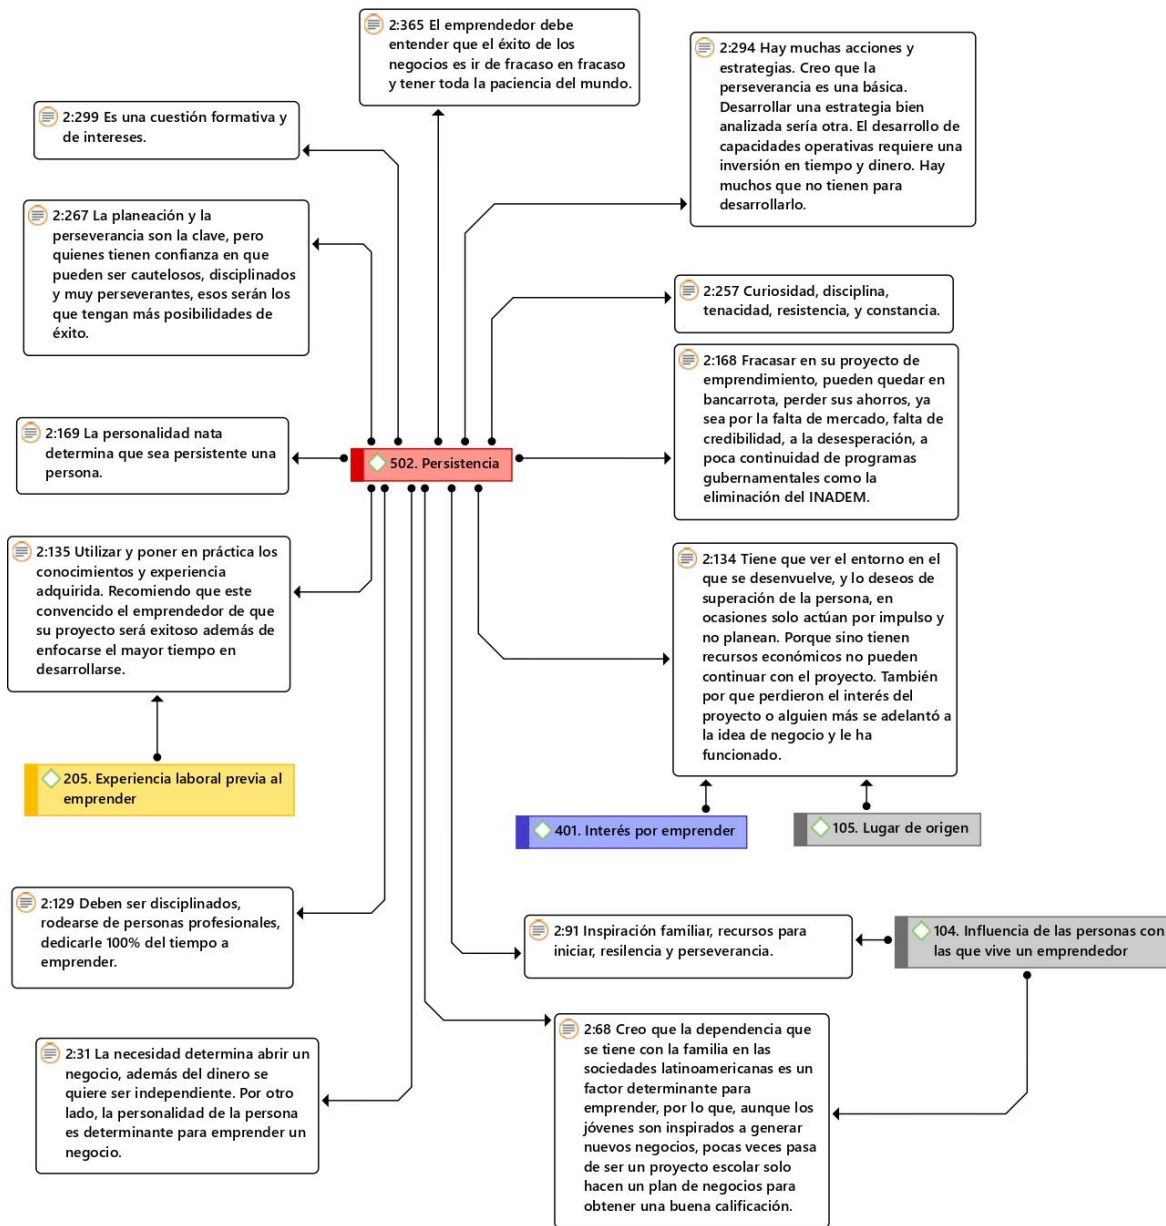 2:365 El emprendedor debe
entender que el éxito de los
negocios es ir de fracaso en fracaso
y tener toda la paciencia del mundo.
2:294 Hay muchas acciones y
estrategias. Creo que la
perseverancia es una básica.
Desarrollar una estrategia bien
analizada sería otra. El desarrollo de
capacidades operativas requiere una
inversión en tiempo y dinero. Hay
muchos que no tienen para
desarrollarlo.
2:299 Es una cuestión formativa y
de intereses.
2:267 La planeación y la
perseverancia son la clave, pero
quienes tienen confianza en que
pueden ser cautelosos, disciplinados
y muy perseverantes, esos serán los
que tengan más posibilidades de
éxito.
2:257 Curiosidad, disciplina,
tenacidad, resistencia, y constancia.
2:168 Fracasar en su proyecto de
emprendimiento, pueden quedar en
bancarrota, perder sus ahorros, ya
sea por la falta de mercado, falta de
credibilidad, a la desesperación, a
poca continuidad de programas
gubernamentales como la
eliminación del INADEM.
2:169 La personalidad nata
determina que sea persistente una
persona.
502. Persistencia
2:135 Utilizar y poner en práctica los
conocimientos y experiencia
adquirida. Recomiendo que este
convencido el emprendedor de que
su proyecto será exitoso además de
enfocarse el mayor tiempo en
desarrollarse.
2:134 Tiene que ver el entorno en el
que se desenvuelve, y lo deseos de
superación de la persona, en
ocasiones solo actúan por impulso y
no planean. Porque sino tienen
recursos económicos no pueden
continuar con el proyecto. También
por que perdieron el interés del
proyecto o alguien más se adelantó a
la idea de negocio y le ha
funcionado.
205. Experiencia laboral previa al
emprender
401. Interés por emprender
105. Lugar de origen
2:129 Deben ser disciplinados,
rodearse de personas profesionales,
dedicarle 100% del tiempo a
emprender.
2:91 Inspiración familiar, recursos para
iniciar, resilencia y perseverancia.
104. Influencia de las personas con
las que vive un emprendedor
2:31 La necesidad determina abrir un
negocio, además del dinero se
quiere ser independiente. Por otro
lado, la personalidad de la persona
es determinante para emprender un
negocio.
2:68 Creo que la dependencia que
se tiene con la familia en las
sociedades latinoamericanas es un
factor determinante para
emprender, por lo que, aunque los
jóvenes son inspirados a generar
nuevos negocios, pocas veces pasa
de ser un proyecto escolar solo
hacen un plan de negocios para
obtener una buena calificación.